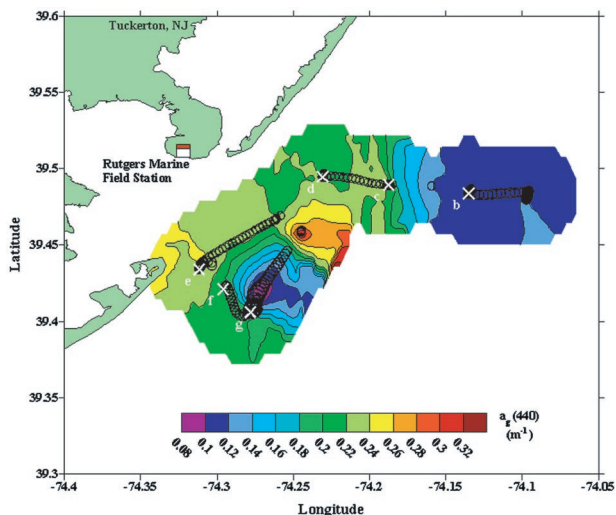 39.6
Tuckerton, NJ
39.55
39.5
Rutgers Marine
Field Station
d
c
b
Latitude
39.45
e
f
39.4
g
39.35
a_g (440)
(m⁻¹)
0.08 0.1 0.12 0.14 0.16 0.18 0.2 0.22 0.24 0.26 0.28 0.3 0.32
39.3
-74.4 -74.35 -74.3 -74.25 -74.2 -74.15 -74.1 -74.05
Longitude